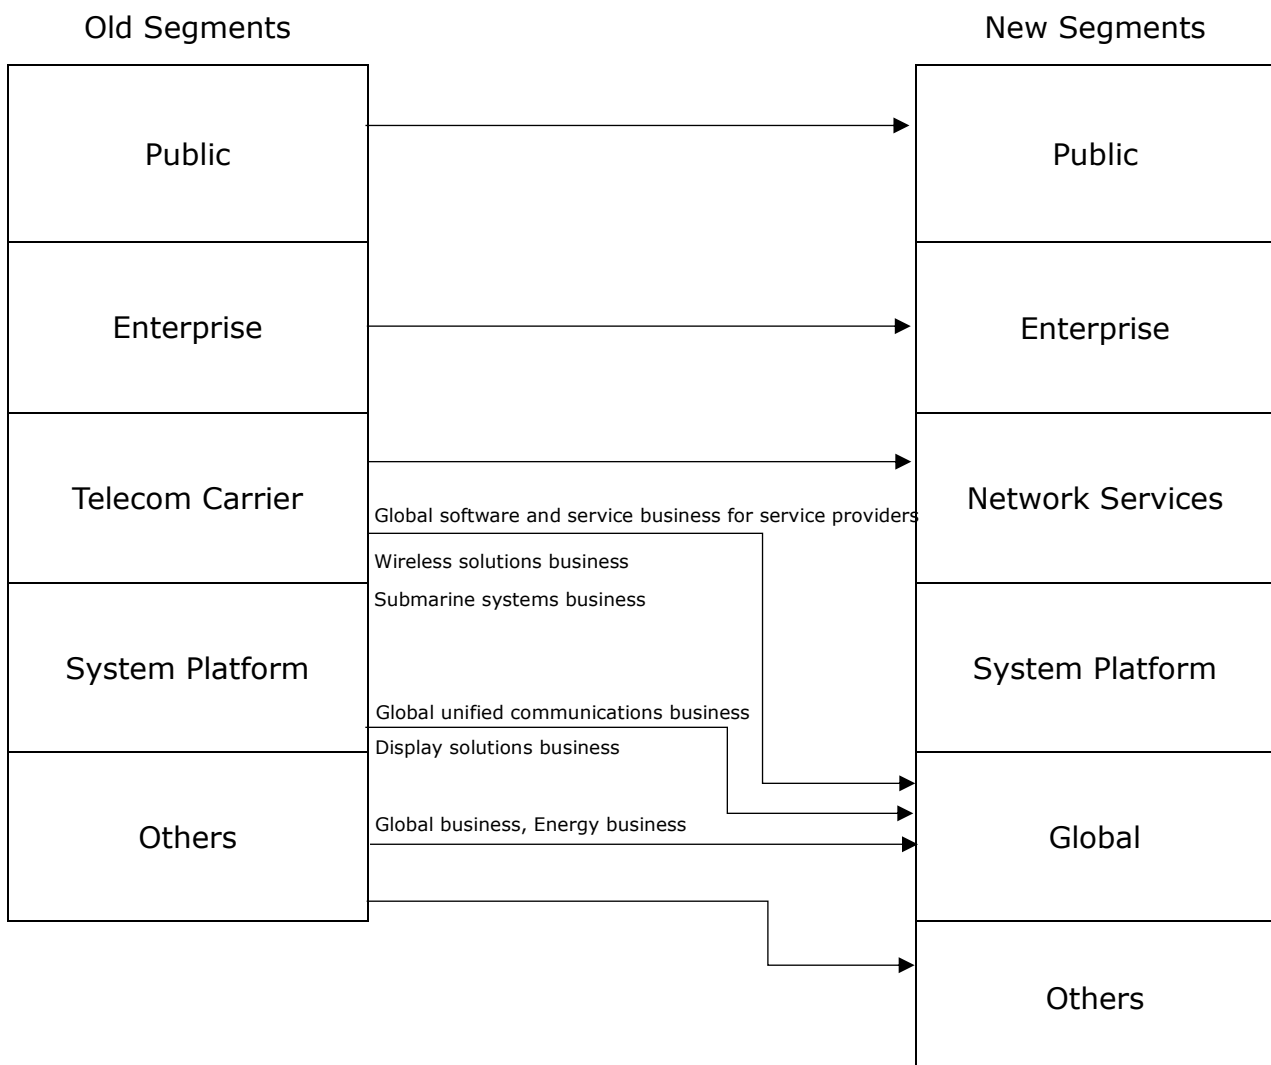 Old Segments
New Segments
Public
Public
Enterprise
Enterprise
Telecom Carrier
Network Services
Global software and service business for service providers
Wireless solutions business
Submarine systems business
System Platform
System Platform
Global unified communications business
Display solutions business
Others
Global business, Energy business
Global
Others